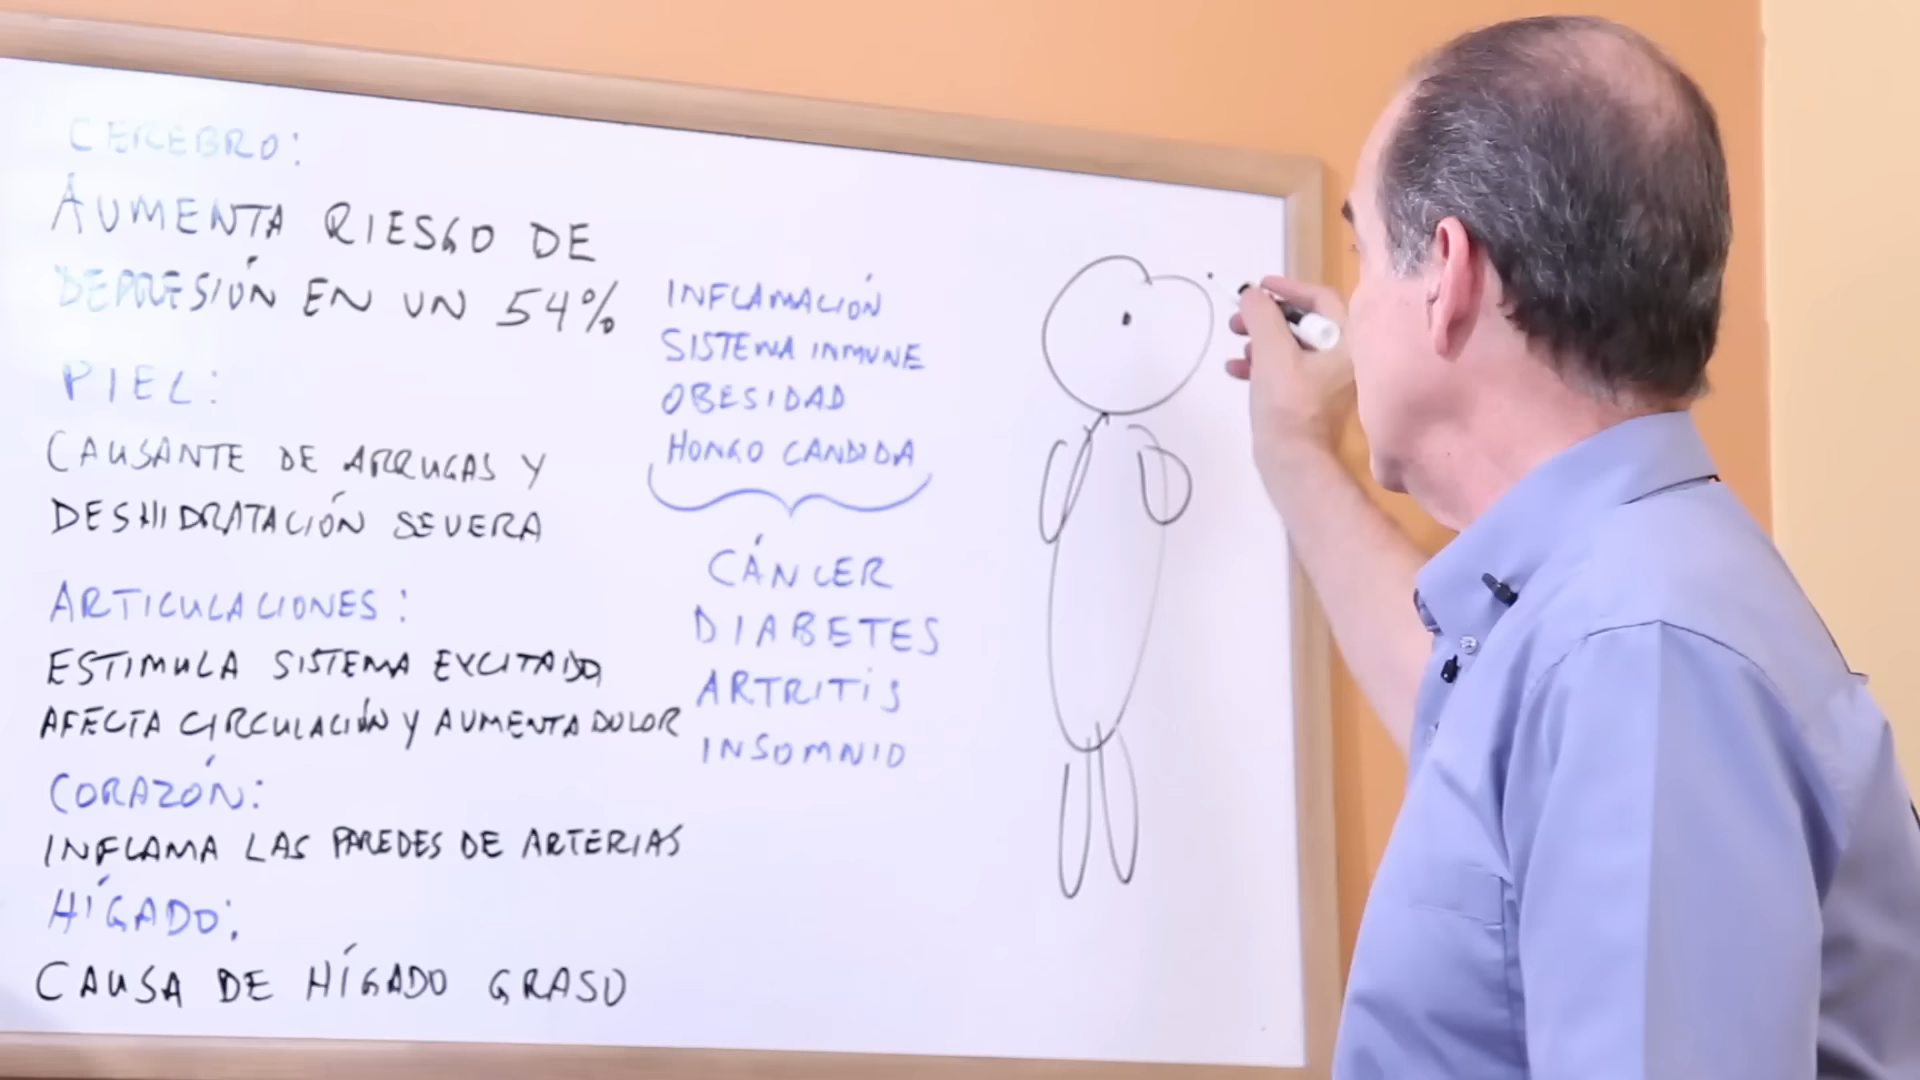 CEREBRO:
AUMENTA RIESGO DE
DEPRESIÓN EN UN 54%
PIEL:
CAUSANTE DE ARRUGAS Y
DESHIDRATACIÓN SEVERA
ARTICULACIONES:
ESTIMULA SISTEMA EXCITADO,
AFECTA CIRCULACIÓN Y AUMENTA DOLOR
CORAZÓN:
INFLAMA LAS PAREDES DE ARTERIAS
HÍGADO:
CAUSA DE HÍGADO GRASO
INFLAMACIÓN
SISTEMA INMUNE
OBESIDAD
HONGO CANDIDA
CÁNCER
DIABETES
ARTRITIS
INSOMNIO